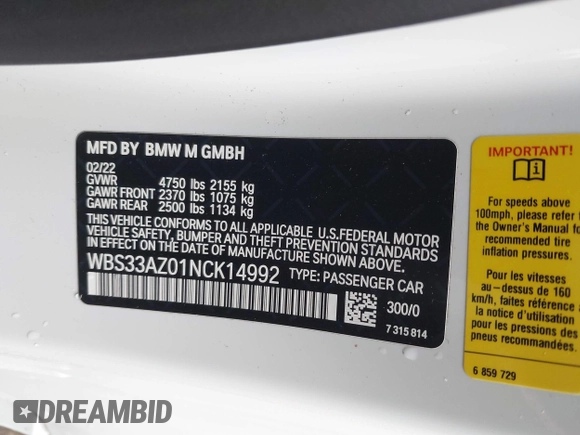 MFD BY BMW M GMBH
02/22
GVWR 4750 lbs 2155 kg
GAWR FRONT 2370 lbs 1075 kg
GAWR REAR 2500 lbs 1134 kg
THIS VEHICLE CONFORMS TO ALL APPLICABLE U.S.FEDERAL MOTOR
VEHICLE SAFETY, BUMPER AND THEFT PREVENTION STANDARDS
IN EFFECT ON THE DATE OF MANUFACTURE SHOWN ABOVE.
WBS33AZ01NCK14992 TYPE: PASSENGER CAR
300/0
7 315 814
IMPORTANT!
For speeds above
100mph, please refer t
the Owner's Manual fo
recommended tire
inflation pressures.
Pour les vitesses
au-dessus de 160
km/h, faites référence à
la notice d'utilisation
pour les pressions des
pneus recommandées.
6 859 729
DREAMBID